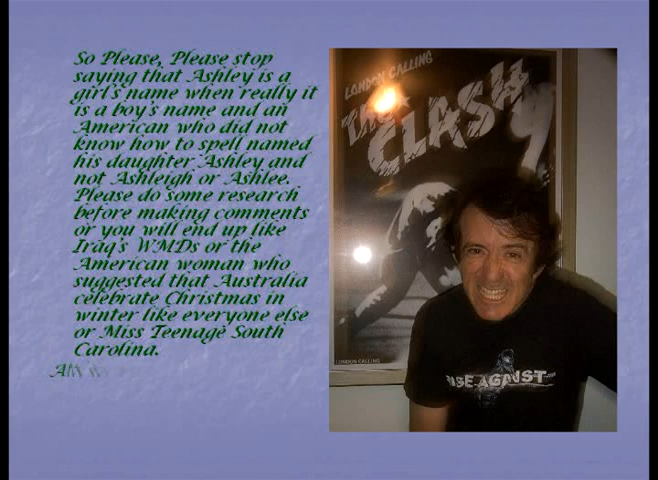 So Please, Please stop
saying that Ashley is a
girl's name when really it
is a boy's name and an
American who did not
know how to spell named
his daughter Ashley and
not Ashleigh or Ashlee.
Please do some research
before making comments
or you will end up like
Iraq's WMDs or the
American woman who
suggested that Australia
celebrate Christmas in
winter like everyone else
or Miss Teenage South
Carolina.
LONDON CALLING
THE
CLASH
LONDON CALLING
RISE AGAINST